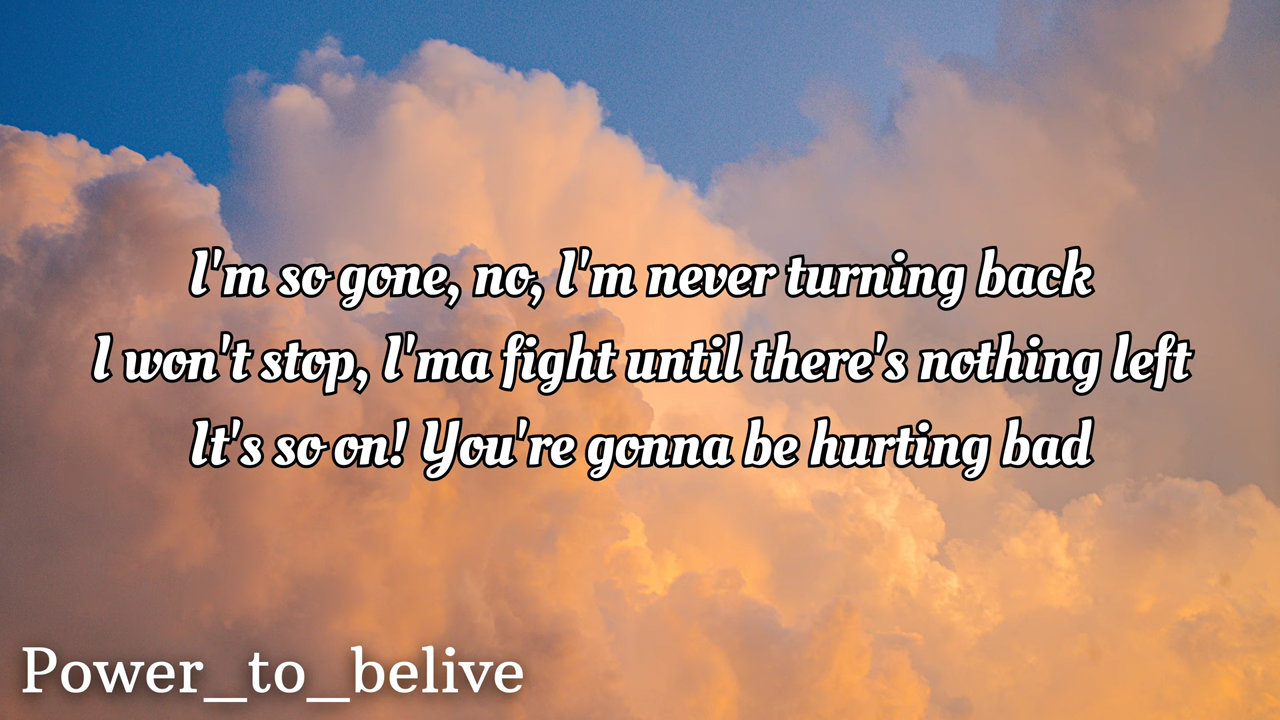 I'm so gone, no, I'm never turning back
I won't stop, I'ma fight until there's nothing left
It's so on! You're gonna be hurting bad
Power_to_belive